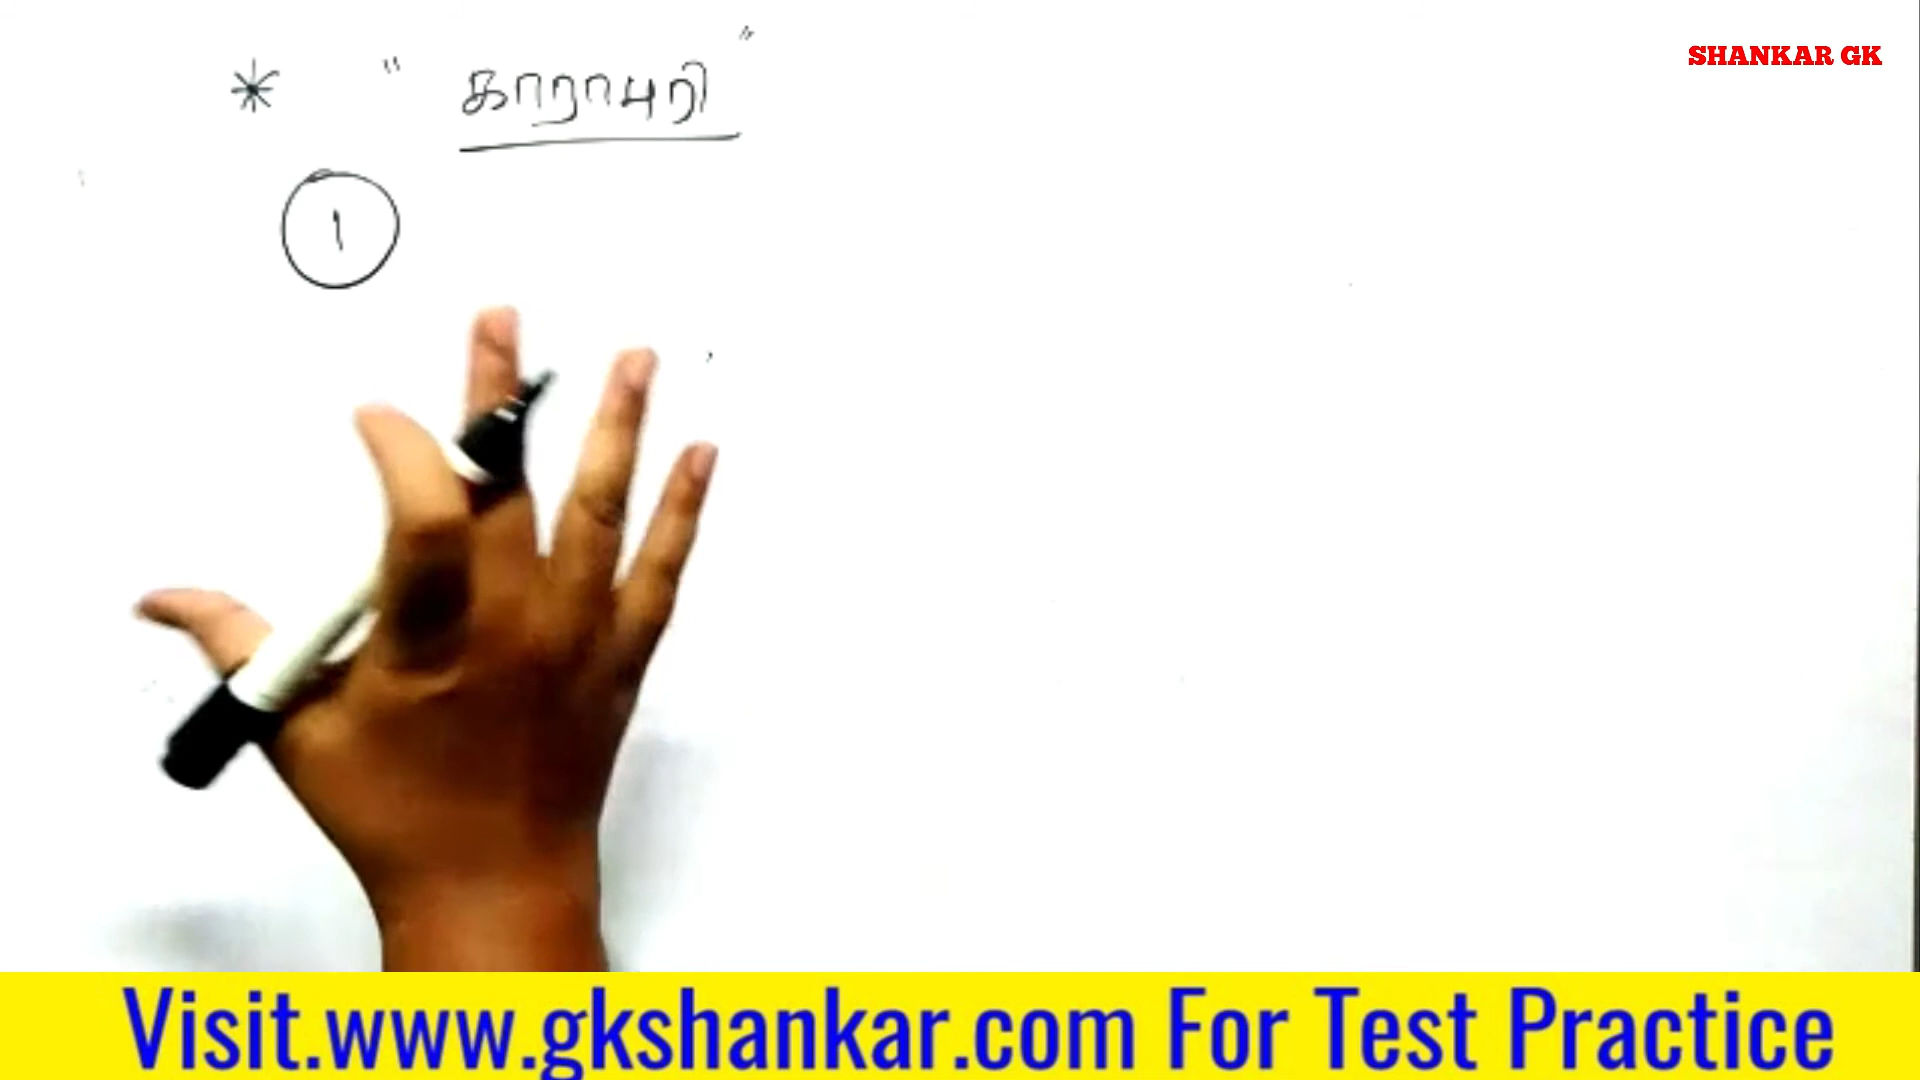 SHANKAR GK
* " காராபுரி "
1
Visit.www.gkshankar.com For Test Practice